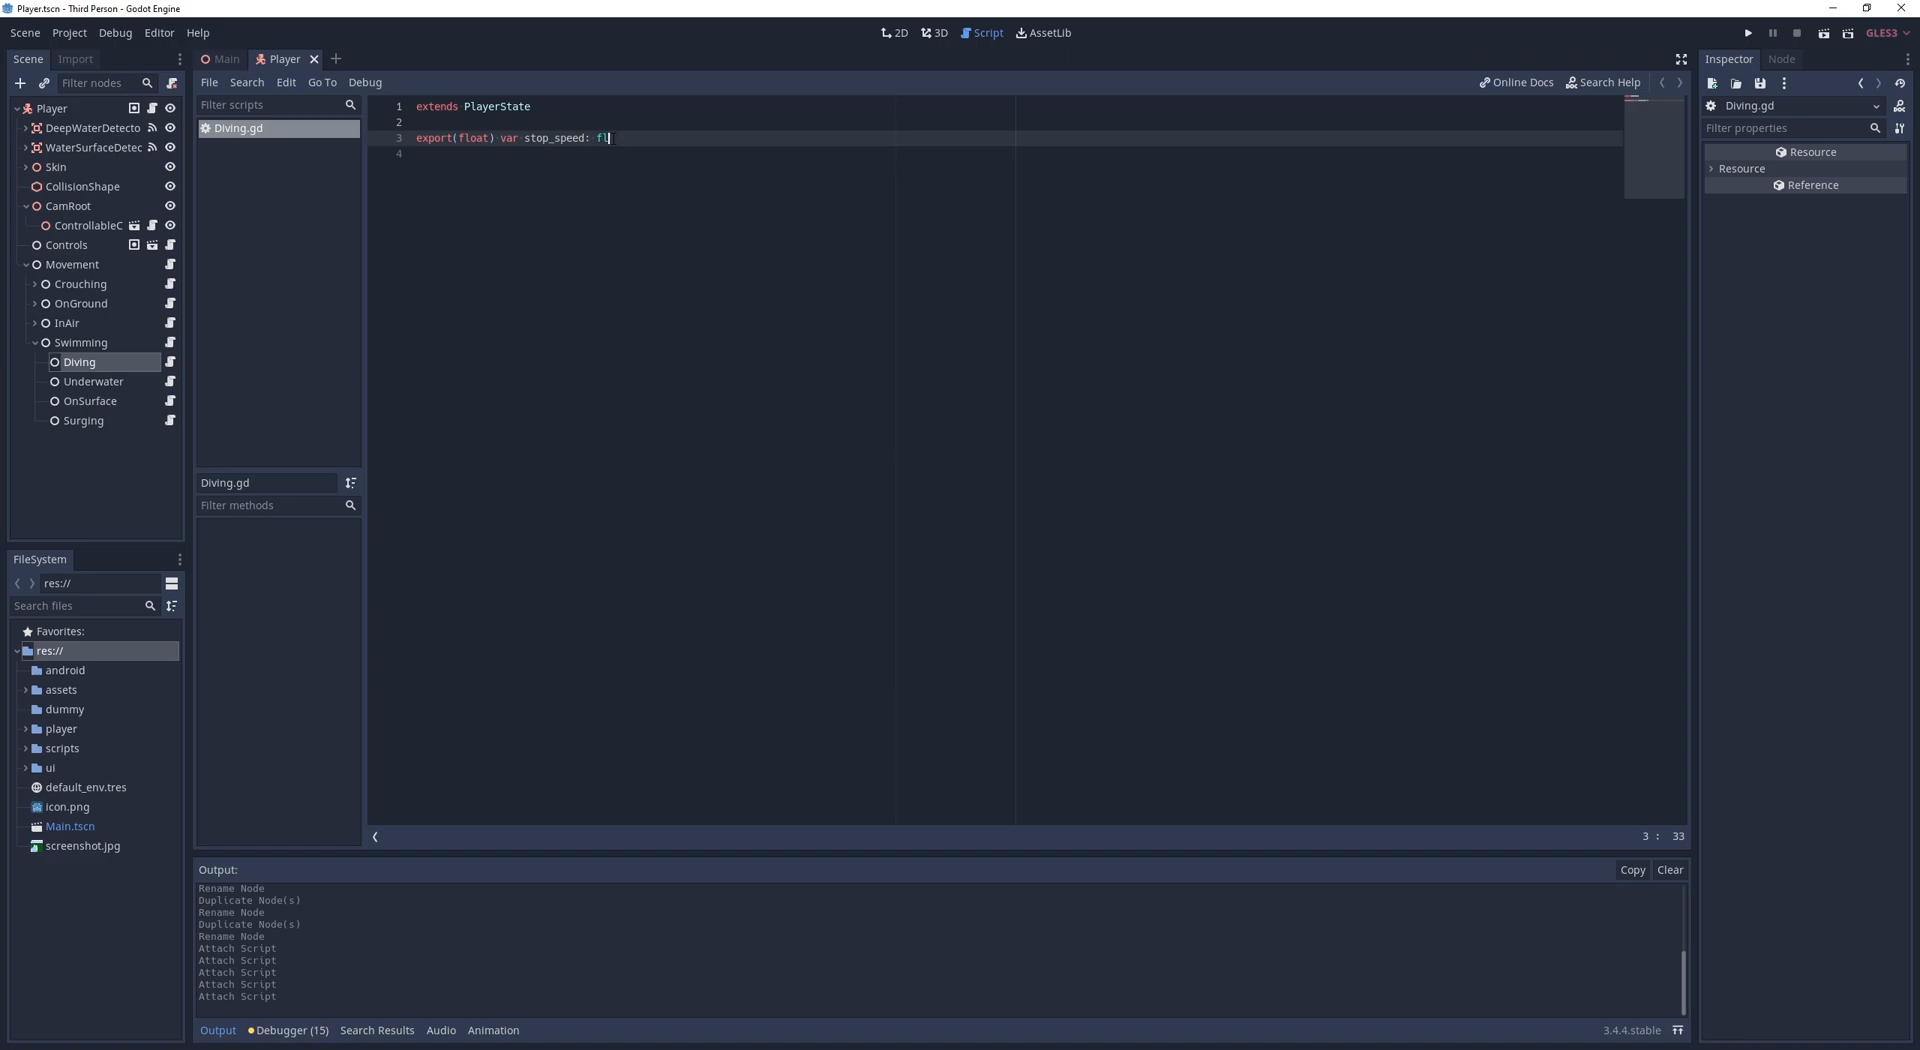 Player.tscn - Third Person - Godot Engine
Scene Project Debug Editor Help
2D 3D Script AssetLib
GLES3
Scene Import
Filter nodes
Player
DeepWaterDetecto
WaterSurfaceDetec
Skin
CollisionShape
CamRoot
ControllableC
Controls
Movement
Crouching
OnGround
InAir
Swimming
Diving
Underwater
OnSurface
Surging
FileSystem
res://
Search files
Favorites:
res://
android
assets
dummy
player
scripts
ui
default_env.tres
icon.png
Main.tscn
screenshot.jpg
Main Player
File Search Edit Go To Debug
Online Docs Search Help
Filter scripts
Diving.gd
Diving.gd
Filter methods
1 extends PlayerState
2
3 export(float) var stop_speed: fl
4
3 : 33
Output:
Copy Clear
Rename Node
Duplicate Node(s)
Rename Node
Duplicate Node(s)
Rename Node
Attach Script
Attach Script
Attach Script
Attach Script
Attach Script
Output Debugger (15) Search Results Audio Animation
3.4.4.stable
Inspector Node
Diving.gd
Filter properties
Resource
Resource
Reference